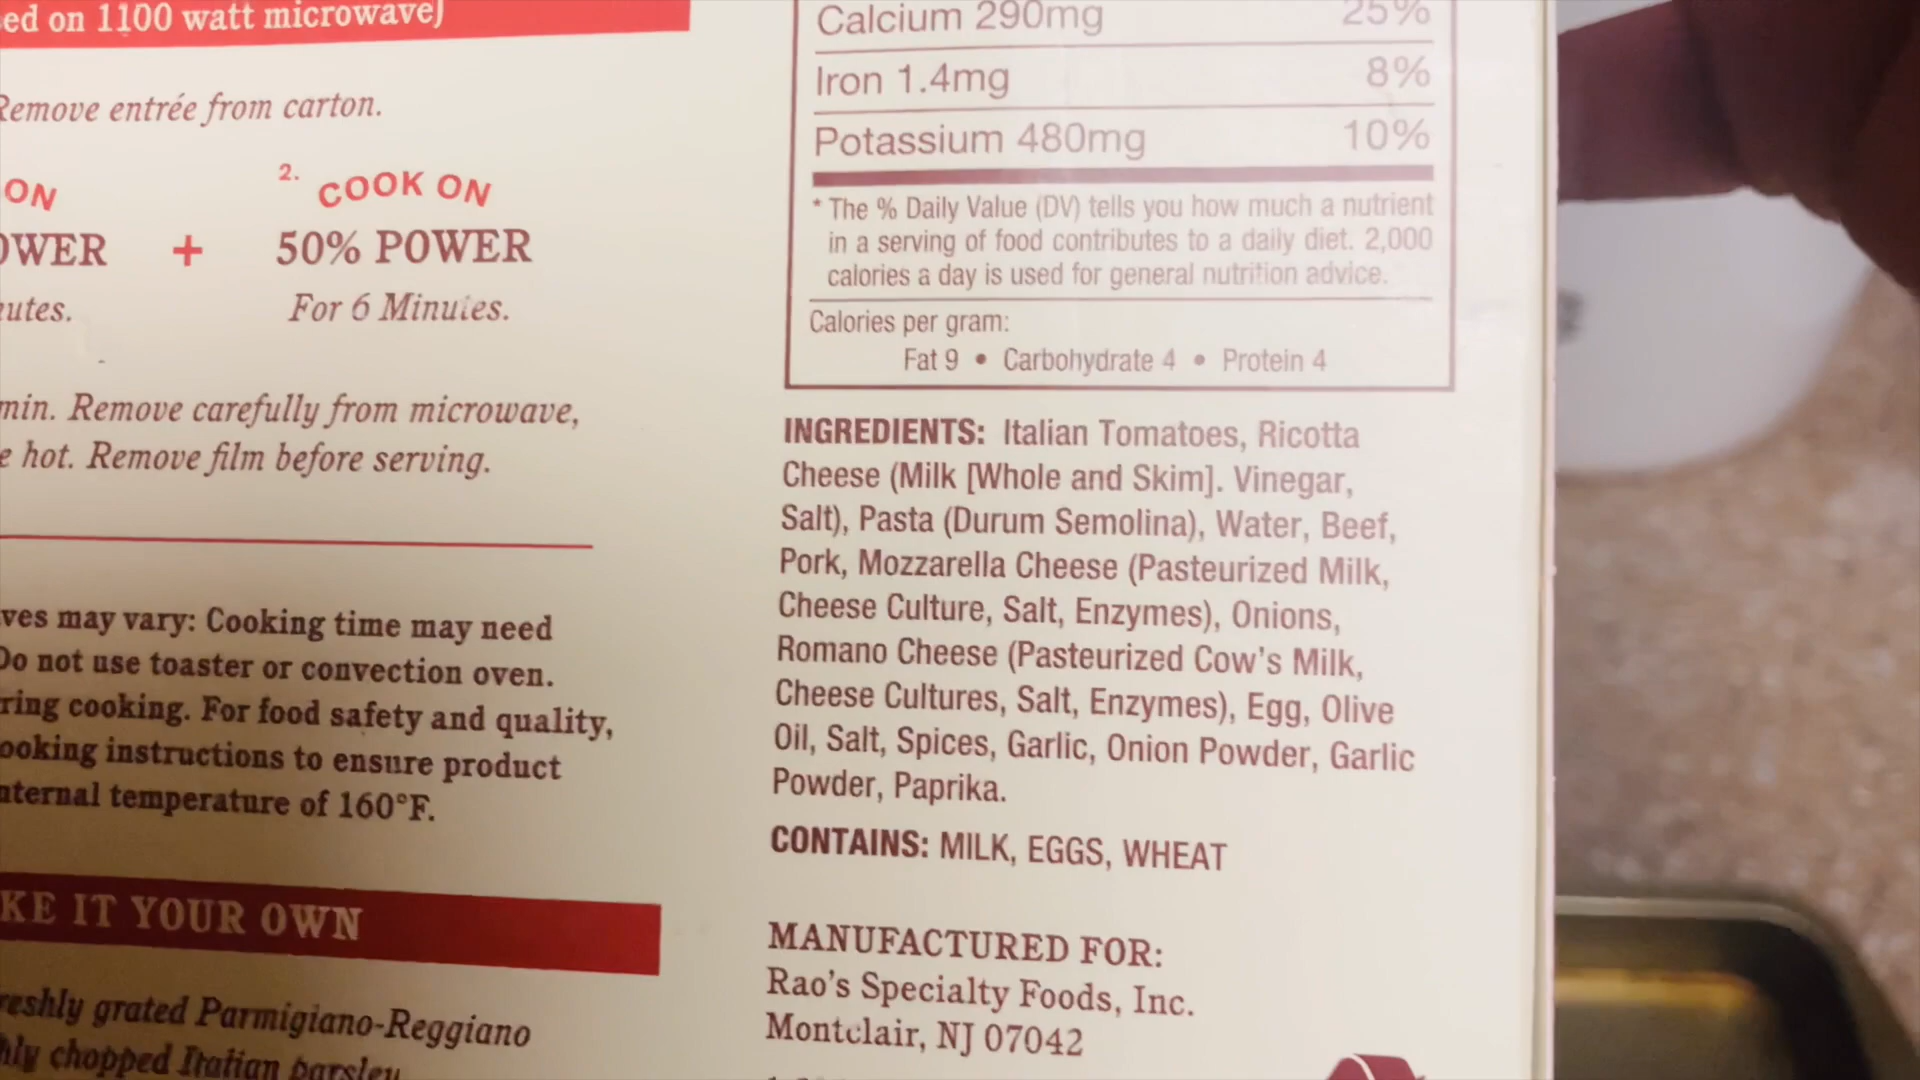 ed on 1100 watt microwave)
Remove entrée from carton.
ON
2. COOK ON
OWER + 50% POWER
utes. For 6 Minutes.
min. Remove carefully from microwave,
e hot. Remove film before serving.
ves may vary: Cooking time may need
Do not use toaster or convection oven.
ring cooking. For food safety and quality,
ooking instructions to ensure product
nternal temperature of 160°F.
KE IT YOUR OWN
reshly grated Parmigiano-Reggiano
hly chopped Italian parsley
Calcium 290mg 25%
Iron 1.4mg 8%
Potassium 480mg 10%
* The % Daily Value (DV) tells you how much a nutrient
in a serving of food contributes to a daily diet. 2,000
calories a day is used for general nutrition advice.
Calories per gram:
Fat 9 • Carbohydrate 4 • Protein 4
INGREDIENTS: Italian Tomatoes, Ricotta
Cheese (Milk [Whole and Skim]. Vinegar,
Salt), Pasta (Durum Semolina), Water, Beef,
Pork, Mozzarella Cheese (Pasteurized Milk,
Cheese Culture, Salt, Enzymes), Onions,
Romano Cheese (Pasteurized Cow's Milk,
Cheese Cultures, Salt, Enzymes), Egg, Olive
Oil, Salt, Spices, Garlic, Onion Powder, Garlic
Powder, Paprika.
CONTAINS: MILK, EGGS, WHEAT
MANUFACTURED FOR:
Rao's Specialty Foods, Inc.
Montclair, NJ 07042